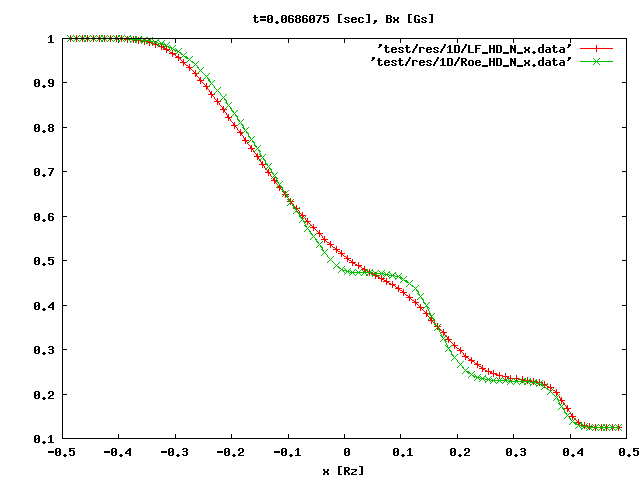 t=0.0686075 [sec], Bx [Gs]
'test/res/1D/LF_HD_N_x.data'
'test/res/1D/Roe_HD_N_x.data'
1
0.9
0.8
0.7
0.6
0.5
0.4
0.3
0.2
0.1
-0.5 -0.4 -0.3 -0.2 -0.1 0 0.1 0.2 0.3 0.4 0.5
x [Rz]